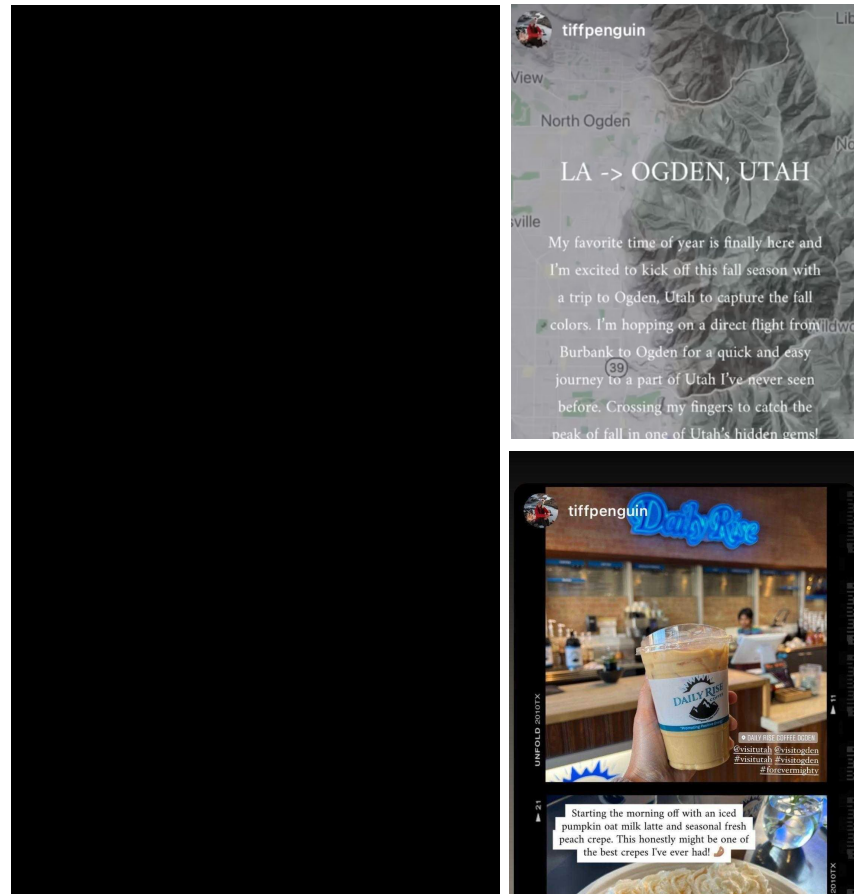 tiffpenguin
Lib
View
North Ogden
No
LA -> OGDEN, UTAH
sville
My favorite time of year is finally here and
I'm excited to kick off this fall season with
a trip to Ogden, Utah to capture the fall
colors. I'm hopping on a direct flight from
Wildwo
Burbank to Ogden for a quick and easy
39
journey to a part of Utah I've never seen
before. Crossing my fingers to catch the
peak of fall in one of Utah's hidden gems!
tiffpenguin
Daily Rise
DAILY RISE
COFFEE
UNFOLD 2010TX
11
DAILY RISE COFFEE OGDEN
@visitutah @visitogden
#visitutah #visitogden
#forevermighty
21
Starting the morning off with an iced
pumpkin oat milk latte and seasonal fresh
peach crepe. This honestly might be one of
the best crepes I've ever had!
2010TX